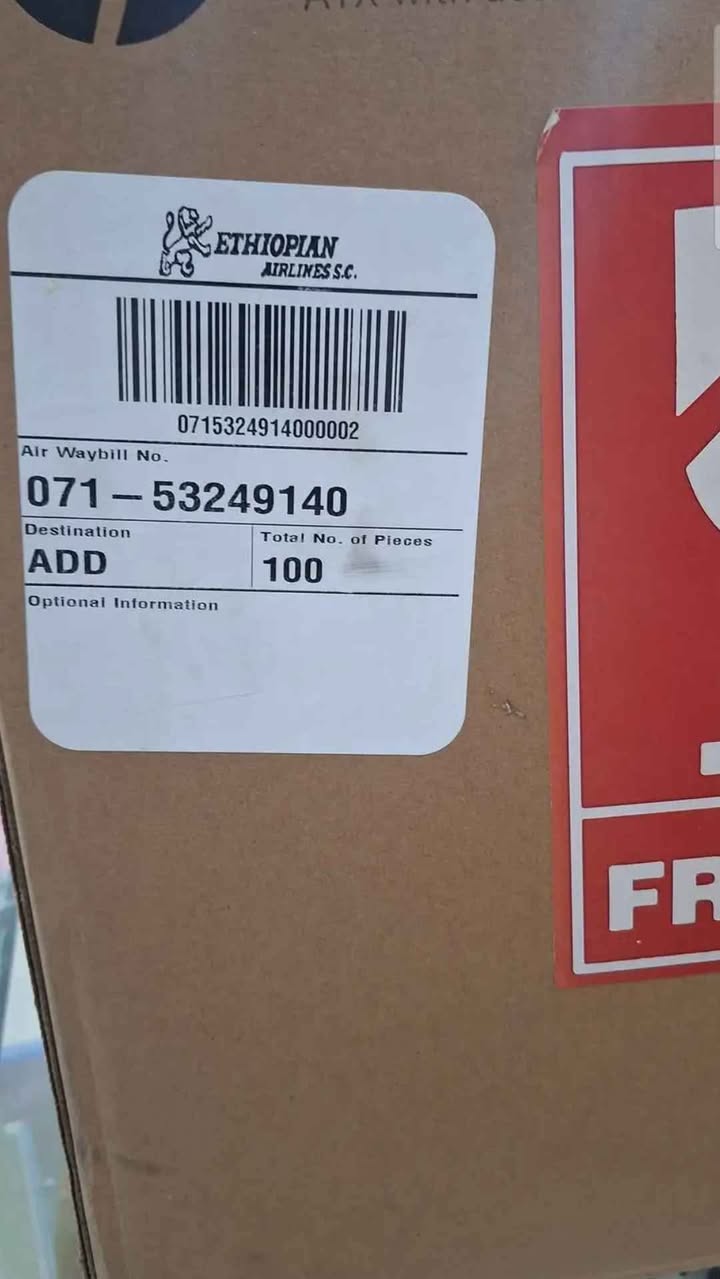 ETHIOPIAN
AIRLINES S.C.
0715324914000002
Air Waybill No.
071 – 53249140
Destination
ADD
Total No. of Pieces
100
Optional Information
FR